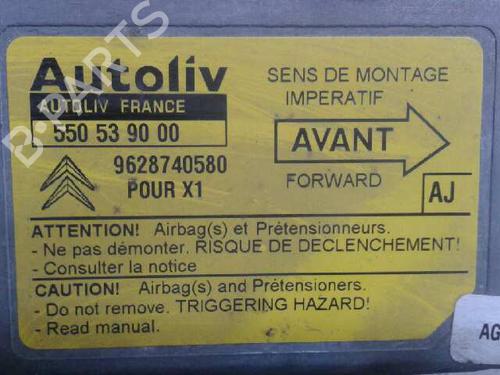 B-PARTS
Autoliv
AUTOLIV FRANCE
550 53 90 00
9628740580
POUR X1
SENS DE MONTAGE
IMPERATIF
AVANT
FORWARD
AJ
ATTENTION! Airbag(s) et Prétensionneurs.
- Ne pas démonter. RISQUE DE DECLENCHEMENT!
- Consulter la notice
CAUTION! Airbag(s) and Prétensioners.
- Do not remove. TRIGGERING HAZARD!
- Read manual.
AG